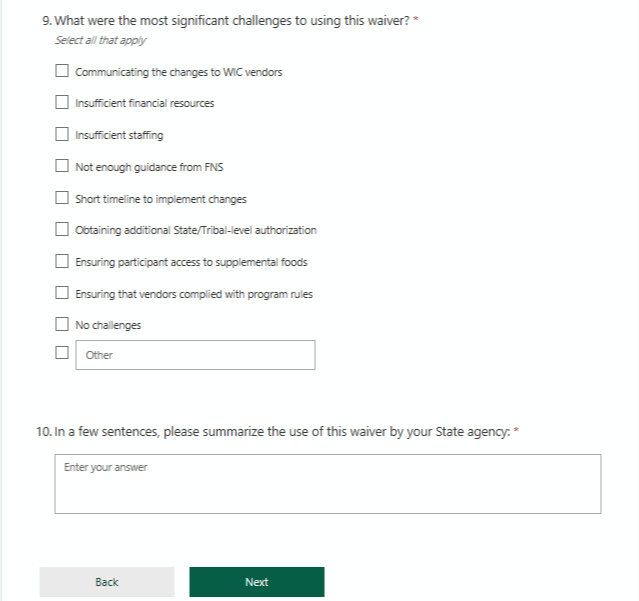 9. What were the most significant challenges to using this waiver? *
Select all that apply
Communicating the changes to WIC vendors
Insufficient financial resources
Insufficient staffing
Not enough guidance from FNS
Short timeline to implement changes
Obtaining additional State/Tribal-level authorization
Ensuring participant access to supplemental foods
Ensuring that vendors complied with program rules
No challenges
Other
10. In a few sentences, please summarize the use of this waiver by your State agency: *
Enter your answer
Back Next